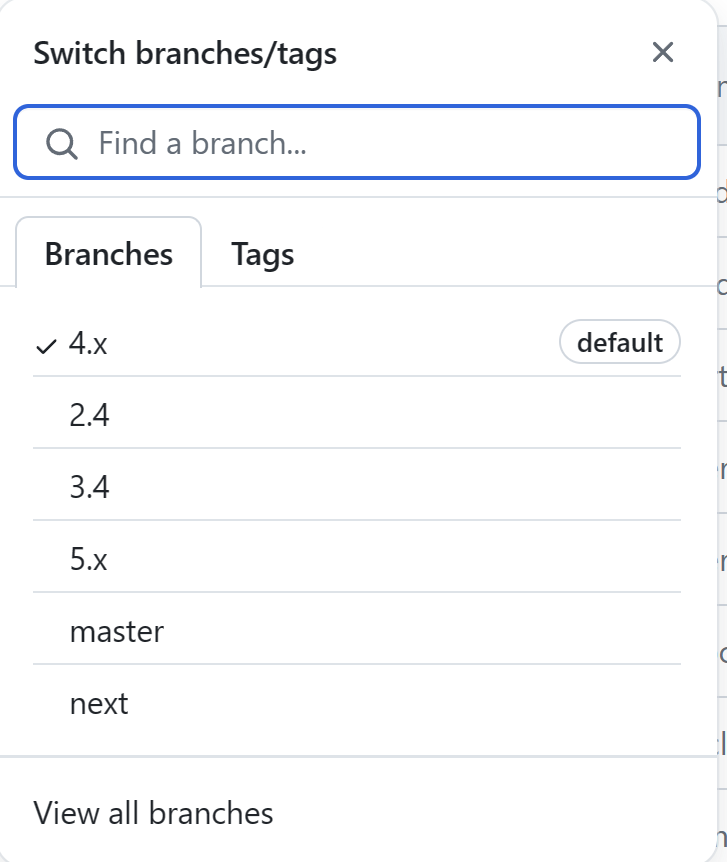 Switch branches/tags
Find a branch...
Branches Tags
4.x default
2.4
3.4
5.x
master
next
View all branches